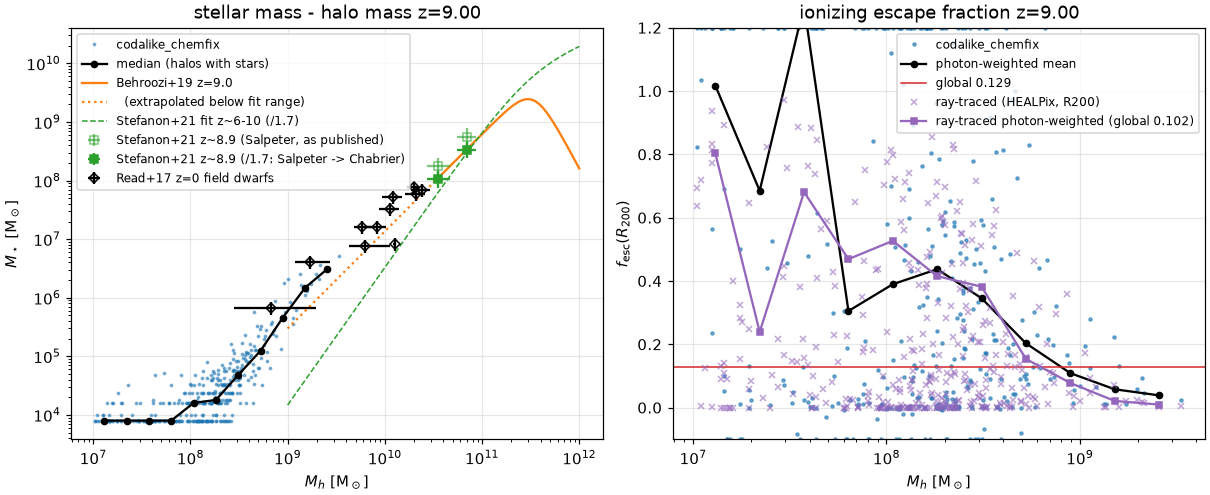 stellar mass - halo mass z=9.00
codalike_chemfix
median (halos with stars)
Behroozi+19 z=9.0
(extrapolated below fit range)
Stefanon+21 fit z~6-10 (/1.7)
Stefanon+21 z~8.9 (Salpeter, as published)
Stefanon+21 z~8.9 (/1.7: Salpeter -> Chabrier)
Read+17 z=0 field dwarfs
10¹⁰
10⁹
10⁸
10⁷
10⁶
10⁵
10⁴
M⋆ [M⊙]
10⁷ 10⁸ 10⁹ 10¹⁰ 10¹¹ 10¹²
Mₕ [M⊙]
ionizing escape fraction z=9.00
codalike_chemfix
photon-weighted mean
global 0.129
ray-traced (HEALPix, R200)
ray-traced photon-weighted (global 0.102)
1.2
1.0
0.8
0.6
0.4
0.2
0.0
f_esc(R₂₀₀)
10⁷ 10⁸ 10⁹
Mₕ [M⊙]